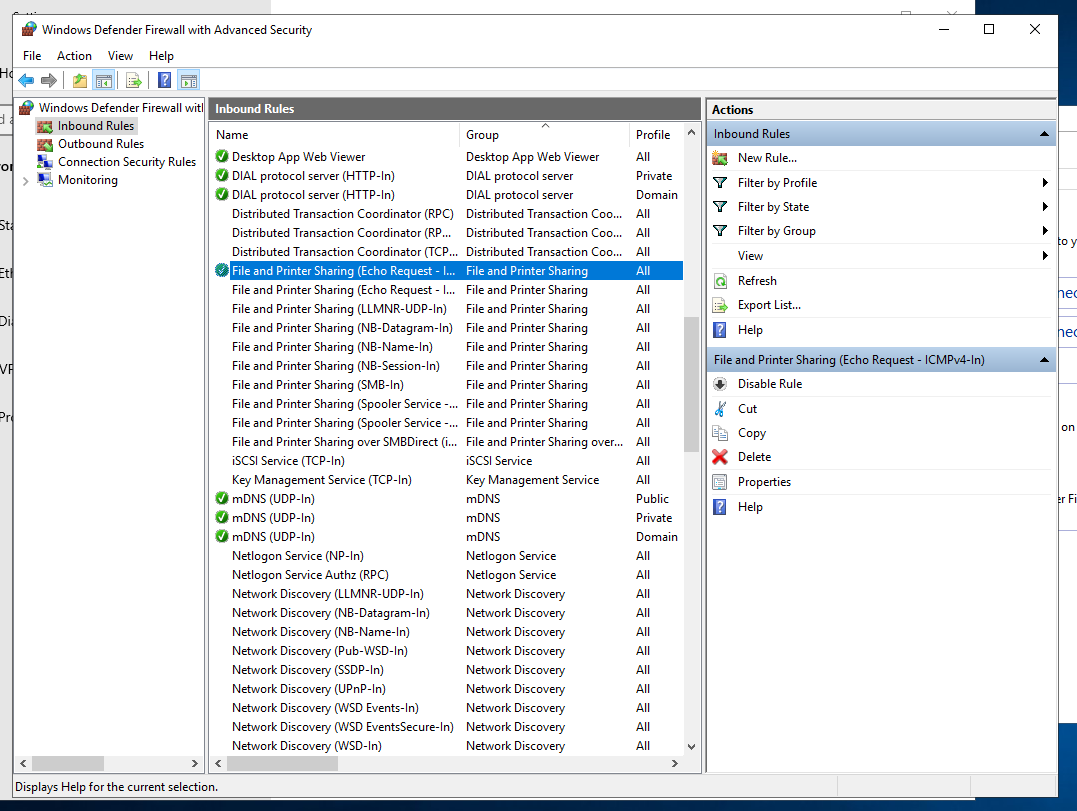 Windows Defender Firewall with Advanced Security
File Action View Help
Windows Defender Firewall with
Inbound Rules
Outbound Rules
Connection Security Rules
Monitoring
Inbound Rules
Name Group Profile
Desktop App Web Viewer Desktop App Web Viewer All
DIAL protocol server (HTTP-In) DIAL protocol server Private
DIAL protocol server (HTTP-In) DIAL protocol server Domain
Distributed Transaction Coordinator (RPC) Distributed Transaction Coo... All
Distributed Transaction Coordinator (RP... Distributed Transaction Coo... All
Distributed Transaction Coordinator (TCP... Distributed Transaction Coo... All
File and Printer Sharing (Echo Request - I... File and Printer Sharing All
File and Printer Sharing (Echo Request - I... File and Printer Sharing All
File and Printer Sharing (LLMNR-UDP-In) File and Printer Sharing All
File and Printer Sharing (NB-Datagram-In) File and Printer Sharing All
File and Printer Sharing (NB-Name-In) File and Printer Sharing All
File and Printer Sharing (NB-Session-In) File and Printer Sharing All
File and Printer Sharing (SMB-In) File and Printer Sharing All
File and Printer Sharing (Spooler Service -... File and Printer Sharing All
File and Printer Sharing (Spooler Service -... File and Printer Sharing All
File and Printer Sharing over SMBDirect (i... File and Printer Sharing over... All
iSCSI Service (TCP-In) iSCSI Service All
Key Management Service (TCP-In) Key Management Service All
mDNS (UDP-In) mDNS Public
mDNS (UDP-In) mDNS Private
mDNS (UDP-In) mDNS Domain
Netlogon Service (NP-In) Netlogon Service All
Netlogon Service Authz (RPC) Netlogon Service All
Network Discovery (LLMNR-UDP-In) Network Discovery All
Network Discovery (NB-Datagram-In) Network Discovery All
Network Discovery (NB-Name-In) Network Discovery All
Network Discovery (Pub-WSD-In) Network Discovery All
Network Discovery (SSDP-In) Network Discovery All
Network Discovery (UPnP-In) Network Discovery All
Network Discovery (WSD Events-In) Network Discovery All
Network Discovery (WSD EventsSecure-In) Network Discovery All
Network Discovery (WSD-In) Network Discovery All
Actions
Inbound Rules
New Rule...
Filter by Profile
Filter by State
Filter by Group
View
Refresh
Export List...
Help
File and Printer Sharing (Echo Request - ICMPv4-In)
Disable Rule
Cut
Copy
Delete
Properties
Help
Displays Help for the current selection.